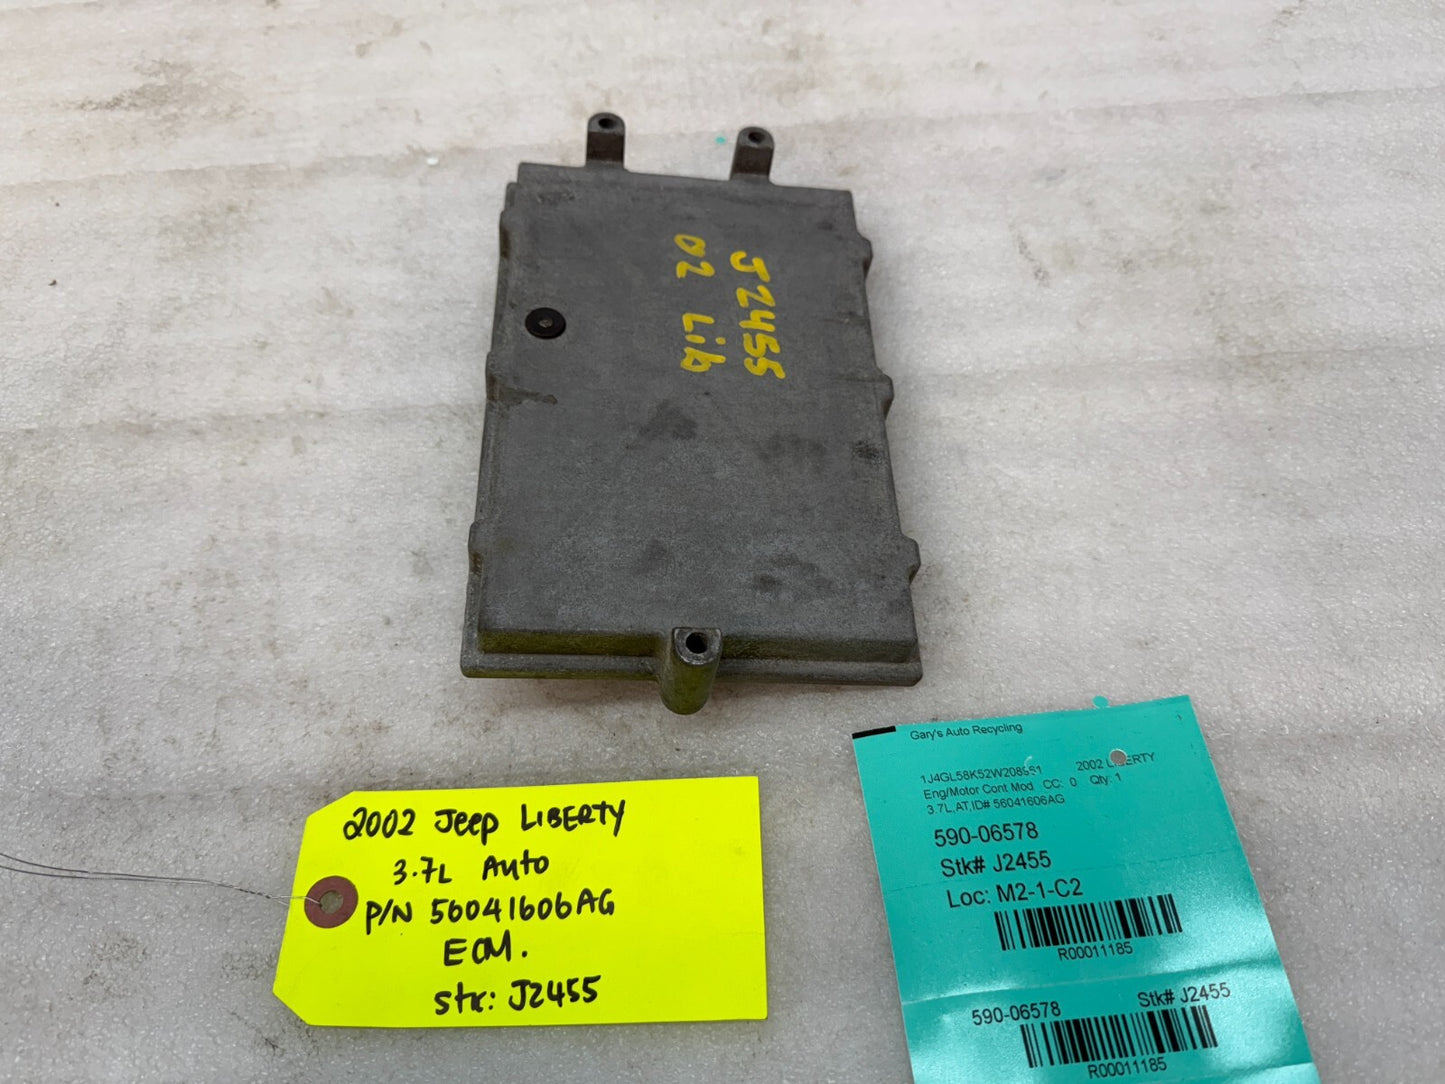 J2455
02 Lib
2002 Jeep LIBERTY
3.7L Auto
P/N 56041606AG
ECM.
stk: J2455
Gary's Auto Recycling
2002 LIBERTY
Eng/Motor Cont Mod CC: 0 Qty: 1
3.7L,AT,ID# 56041606AG
590-06578
Stk# J2455
Loc: M2-1-C2
R00011185
590-06578 Stk# J2455
R00011185